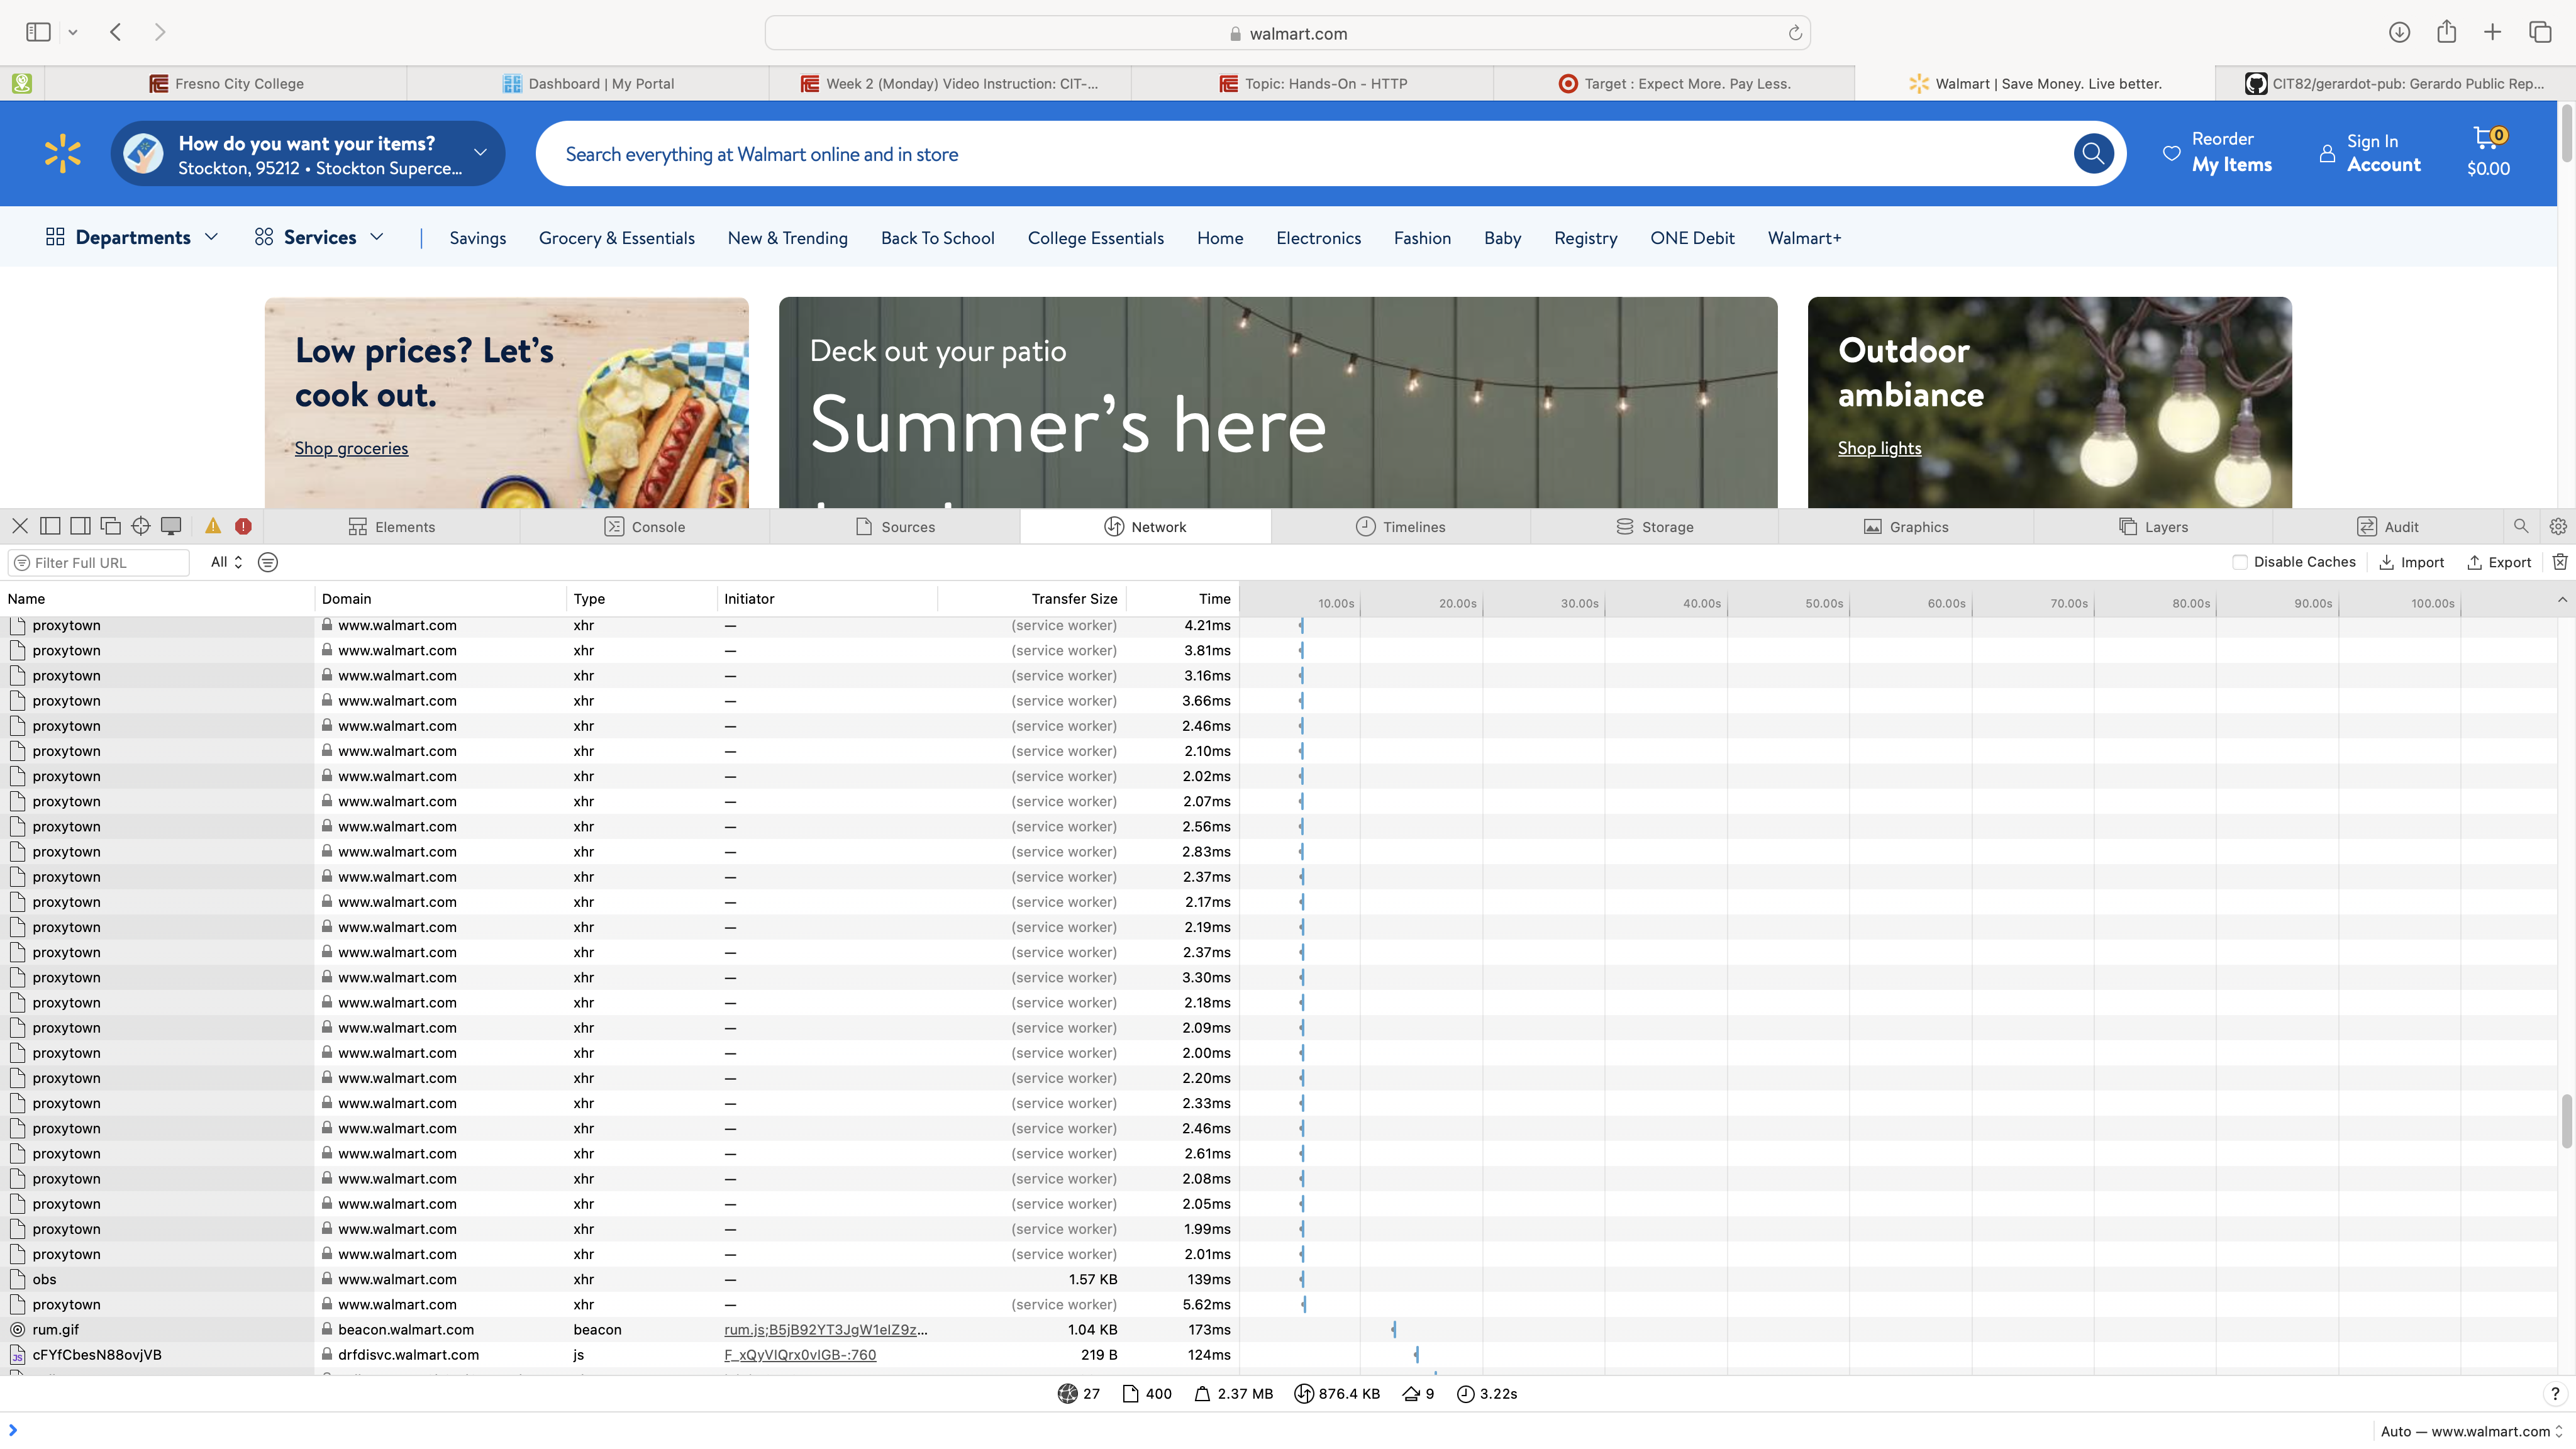 walmart.com
Fresno City College
Dashboard | My Portal
Week 2 (Monday) Video Instruction: CIT-...
Topic: Hands-On - HTTP
Target : Expect More. Pay Less.
Walmart | Save Money. Live better.
CIT82/gerardot-pub: Gerardo Public Rep...
How do you want your items?
Stockton, 95212 • Stockton Superce...
Search everything at Walmart online and in store
Reorder
My Items
Sign In
Account
0
$0.00
Departments
Services
Savings
Grocery & Essentials
New & Trending
Back To School
College Essentials
Home
Electronics
Fashion
Baby
Registry
ONE Debit
Walmart+
Low prices? Let's
cook out.
Shop groceries
Deck out your patio
Summer's here
Outdoor
ambiance
Shop lights
Elements
Console
Sources
Network
Timelines
Storage
Graphics
Layers
Audit
Filter Full URL
All
Disable Caches
Import
Export
Name Domain Type Initiator Transfer Size Time 10.00s 20.00s 30.00s 40.00s 50.00s 60.00s 70.00s 80.00s 90.00s 100.00s
proxytown www.walmart.com xhr — (service worker) 4.21ms
proxytown www.walmart.com xhr — (service worker) 3.81ms
proxytown www.walmart.com xhr — (service worker) 3.16ms
proxytown www.walmart.com xhr — (service worker) 3.66ms
proxytown www.walmart.com xhr — (service worker) 2.46ms
proxytown www.walmart.com xhr — (service worker) 2.10ms
proxytown www.walmart.com xhr — (service worker) 2.02ms
proxytown www.walmart.com xhr — (service worker) 2.07ms
proxytown www.walmart.com xhr — (service worker) 2.56ms
proxytown www.walmart.com xhr — (service worker) 2.83ms
proxytown www.walmart.com xhr — (service worker) 2.37ms
proxytown www.walmart.com xhr — (service worker) 2.17ms
proxytown www.walmart.com xhr — (service worker) 2.19ms
proxytown www.walmart.com xhr — (service worker) 2.37ms
proxytown www.walmart.com xhr — (service worker) 3.30ms
proxytown www.walmart.com xhr — (service worker) 2.18ms
proxytown www.walmart.com xhr — (service worker) 2.09ms
proxytown www.walmart.com xhr — (service worker) 2.00ms
proxytown www.walmart.com xhr — (service worker) 2.20ms
proxytown www.walmart.com xhr — (service worker) 2.33ms
proxytown www.walmart.com xhr — (service worker) 2.46ms
proxytown www.walmart.com xhr — (service worker) 2.61ms
proxytown www.walmart.com xhr — (service worker) 2.08ms
proxytown www.walmart.com xhr — (service worker) 2.05ms
proxytown www.walmart.com xhr — (service worker) 1.99ms
proxytown www.walmart.com xhr — (service worker) 2.01ms
obs www.walmart.com xhr — 1.57 KB 139ms
proxytown www.walmart.com xhr — (service worker) 5.62ms
rum.gif beacon.walmart.com beacon rum.js;B5jB92YT3JgW1elZ9z... 1.04 KB 173ms
cFYfCbesN88ovjVB drfdisvc.walmart.com js F_xQyVlQrx0vlGB-:760 219 B 124ms
27 400 2.37 MB 876.4 KB 9 3.22s
?
Auto — www.walmart.com